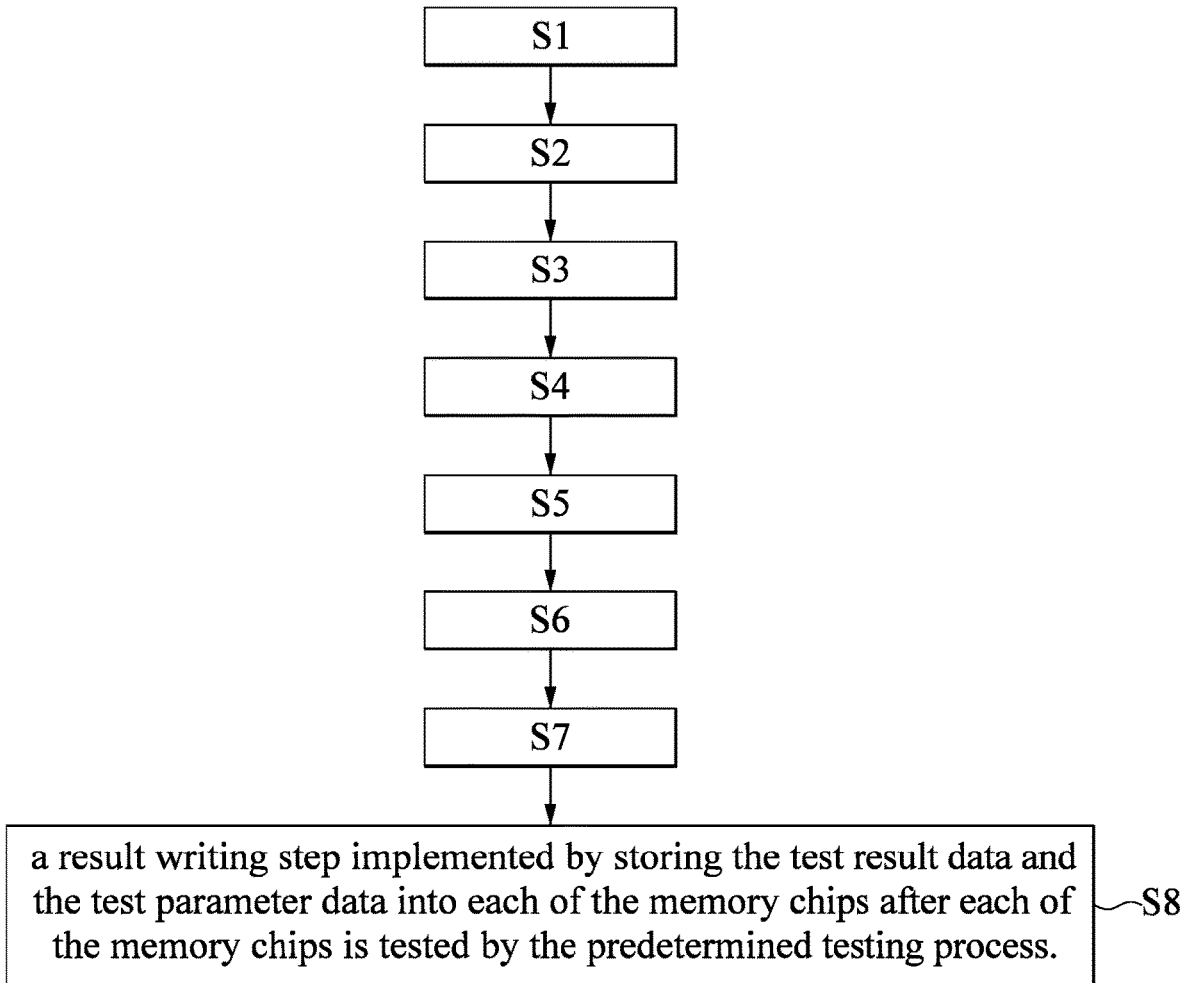 S1
S2
S3
S4
S5
S6
S7
a result writing step implemented by storing the test result data and
the test parameter data into each of the memory chips after each of
the memory chips is tested by the predetermined testing process.
S8